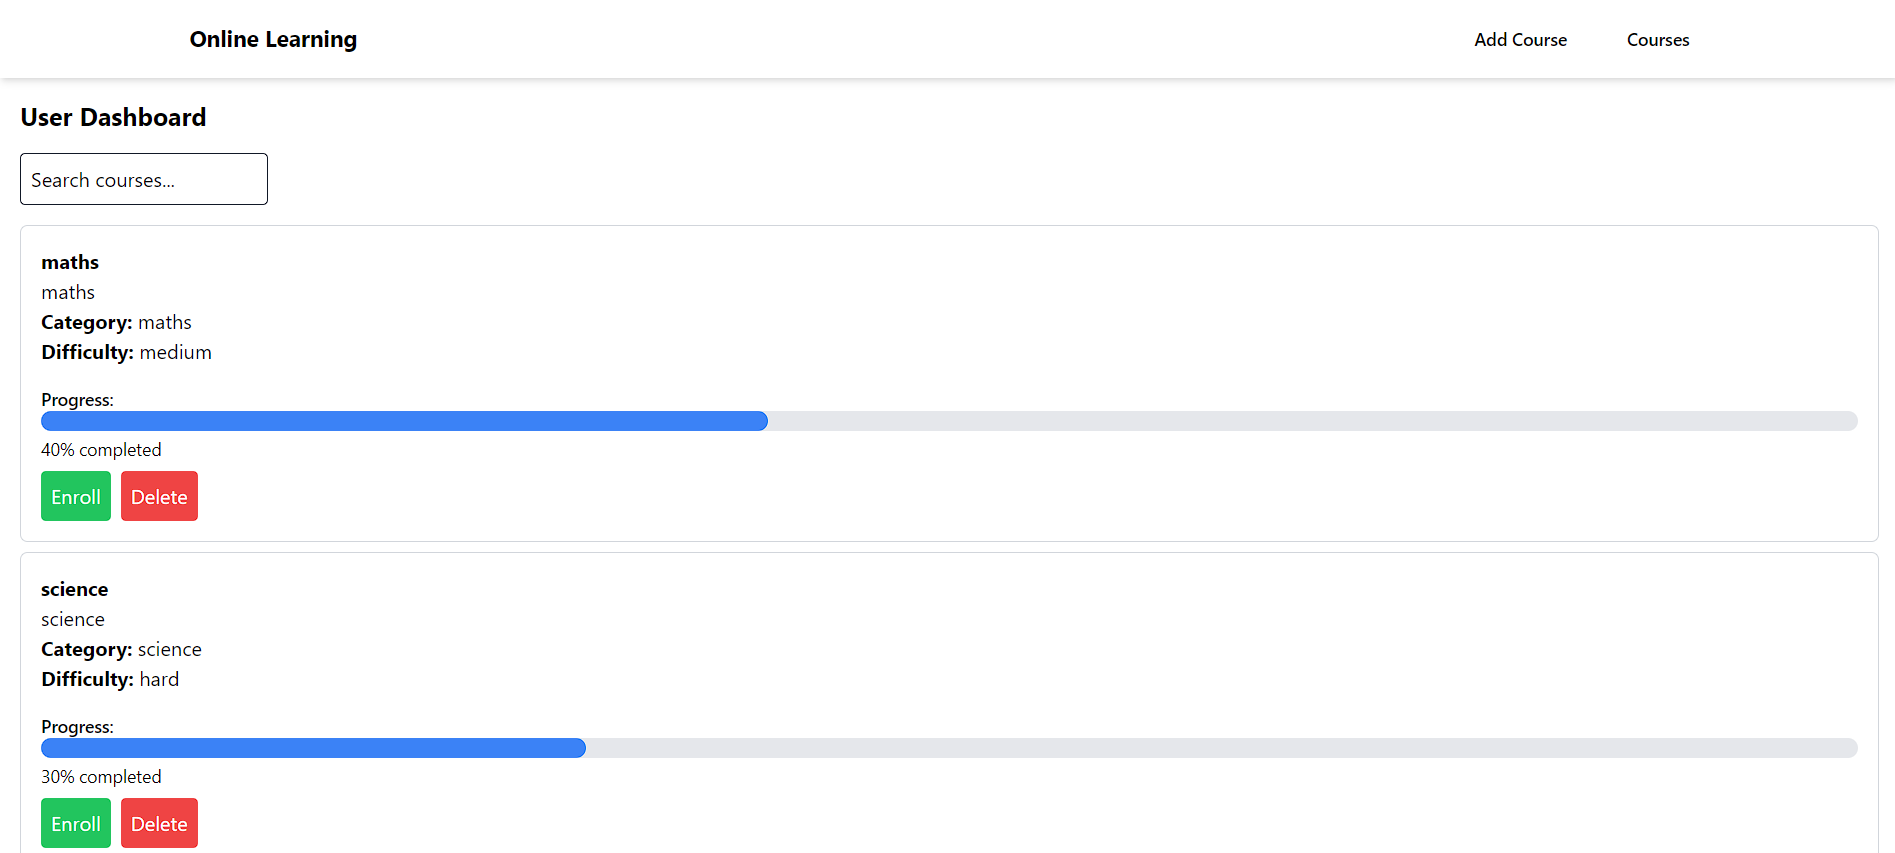 Online Learning
Add Course
Courses
User Dashboard
Search courses...
maths
maths
Category: maths
Difficulty: medium
Progress:
40% completed
Enroll Delete
science
science
Category: science
Difficulty: hard
Progress:
30% completed
Enroll Delete